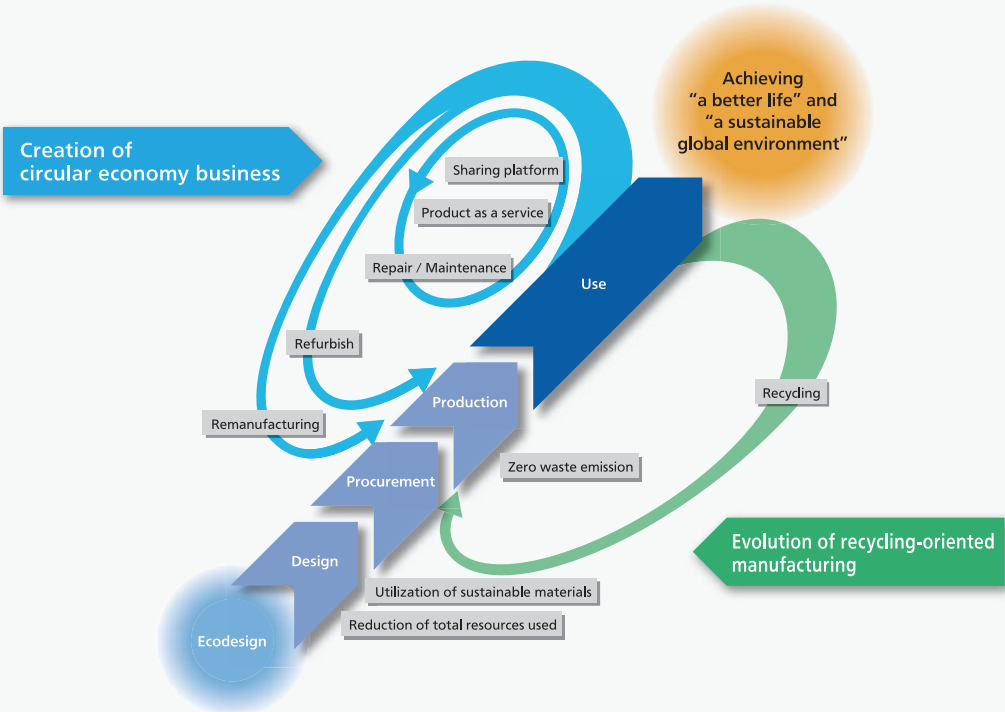 Achieving
“a better life” and
“a sustainable
global environment”
Creation of
circular economy business
Sharing platform
Product as a service
Repair / Maintenance
Use
Refurbish
Recycling
Production
Remanufacturing
Zero waste emission
Procurement
Evolution of recycling-oriented
manufacturing
Design
Utilization of sustainable materials
Reduction of total resources used
Ecodesign